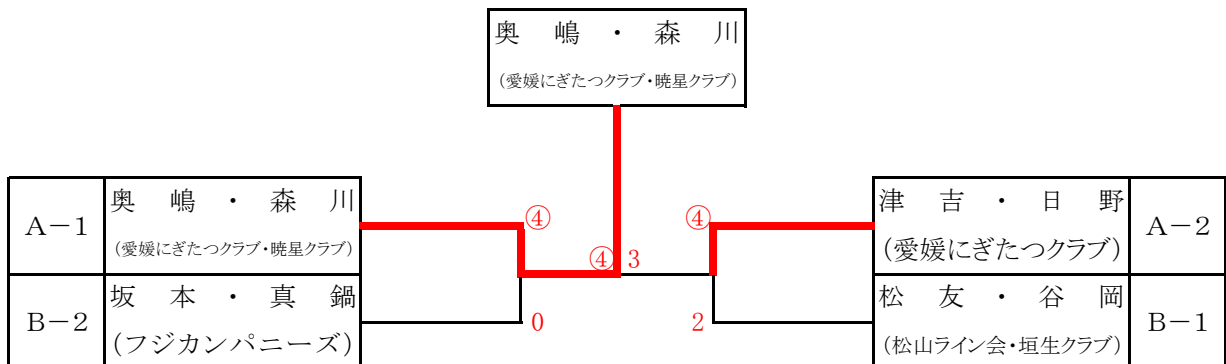 奥嶋・森川
(愛媛にぎたつクラブ・暁星クラブ)
A－1
奥嶋・森川
(愛媛にぎたつクラブ・暁星クラブ)
④
④
3
④
津吉・日野
(愛媛にぎたつクラブ)
A－2
B－2
坂本・真鍋
(フジカンパニーズ)
0
2
松友・谷岡
(松山ライン会・垣生クラブ)
B－1